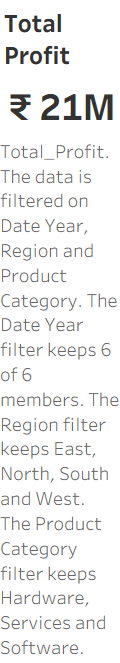 Total
Profit
₹ 21M
Total_Profit.
The data is
filtered on
Date Year,
Region and
Product
Category. The
Date Year
filter keeps 6
of 6
members. The
Region filter
keeps East,
North, South
and West.
The Product
Category
filter keeps
Hardware,
Services and
Software.